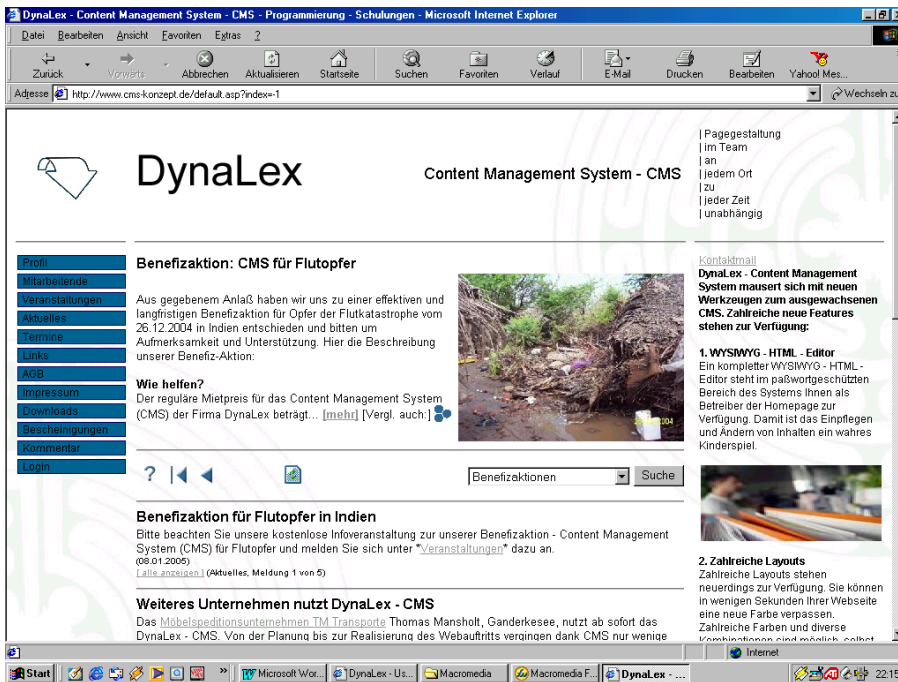 DynaLex - Content Management System - CMS - Programmierung - Schulungen - Microsoft Internet Explorer
Datei Bearbeiten Ansicht Favoriten Extras ?
Zurück Vorwärts Abbrechen Aktualisieren Startseite Suchen Favoriten Verlauf E-Mail Drucken Bearbeiten Yahoo! Mes...
Adresse http://www.cms-konzept.de/default.asp?index=-1 Wechseln zu
DynaLex
Content Management System - CMS
| Pagegestaltung
| im Team
| an
| jedem Ort
| zu
| jeder Zeit
| unabhängig
Profil
Mitarbeitende
Veranstaltungen
Aktuelles
Termine
Links
AGB
Impressum
Downloads
Bescheinigungen
Kommentar
Login
Benefizaktion: CMS für Flutopfer
Aus gegebenem Anlaß haben wir uns zu einer effektiven und
langfristigen Benefizaktion für Opfer der Flutkatastrophe vom
26.12.2004 in Indien entschieden und bitten um
Aufmerksamkeit und Unterstützung. Hier die Beschreibung
unserer Benefiz-Aktion:
Wie helfen?
Der reguläre Mietpreis für das Content Management System
(CMS) der Firma DynaLex beträgt... [mehr] [Vergl. auch:]
?
Benefizaktionen
Suche
Benefizaktion für Flutopfer in Indien
Bitte beachten Sie unsere kostenlose Infoveranstaltung zur unserer Benefizaktion - Content Management
System (CMS) für Flutopfer und melden Sie sich unter "Veranstaltungen" dazu an.
(08.01.2005)
[ alle anzeigen ] (Aktuelles, Meldung 1 von 5)
Weiteres Unternehmen nutzt DynaLex - CMS
Das Möbelspeditionsunternehmen TM Transporte Thomas Mansholt, Ganderkesee, nutzt ab sofort das
DynaLex - CMS. Von der Planung bis zur Realisierung des Webauftritts vergingen dank CMS nur wenige
Kontaktmail
DynaLex - Content Management
System mausert sich mit neuen
Werkzeugen zum ausgewachsenen
CMS. Zahlreiche neue Features
stehen zur Verfügung:
1. WYSIWYG - HTML - Editor
Ein kompletter WYSIWYG - HTML -
Editor steht im paßwortgeschützten
Bereich des Systems Ihnen als
Betreiber der Homepage zur
Verfügung. Damit ist das Einpflegen
und Ändern von Inhalten ein wahres
Kinderspiel.
2. Zahlreiche Layouts
Zahlreiche Layouts stehen
neuerdings zur Verfügung. Sie können
in wenigen Sekunden Ihrer Webseite
eine neue Farbe verpassen.
Zahlreiche Farben und diverse
Kombinationen sind möglich, selbst
Internet
Start » Microsoft Wor... DynaLex - Us... Macromedia Macromedia F... DynaLex - ... 22:15